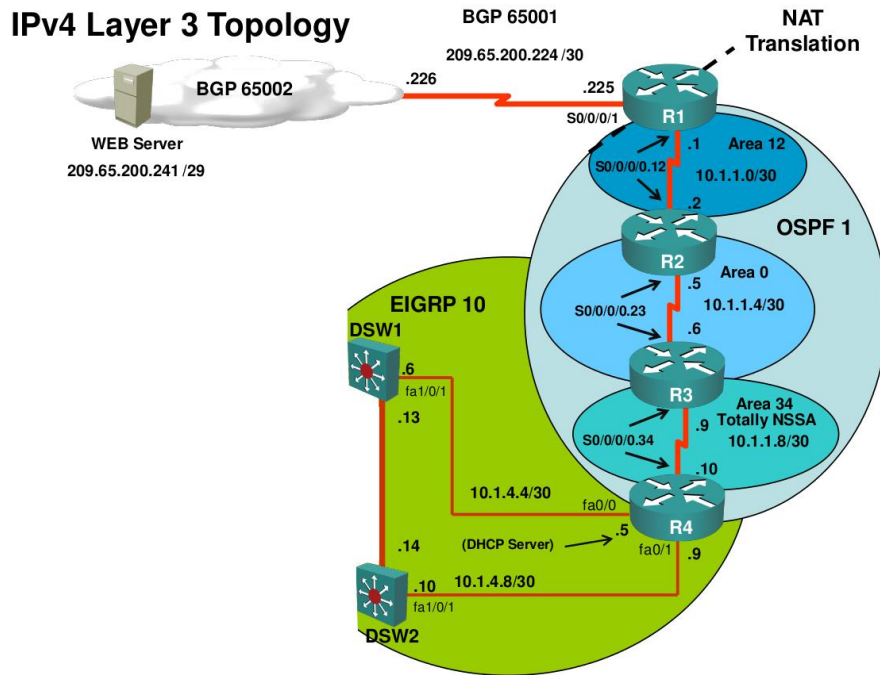 IPv4 Layer 3 Topology
BGP 65001
NAT
Translation
209.65.200.224 /30
BGP 65002
.226
.225
R1
WEB Server
209.65.200.241 /29
S0/0/0/1
.1
Area 12
S0/0/0/0.12
10.1.1.0/30
.2
OSPF 1
R2
Area 0
.5
10.1.1.4/30
S0/0/0/0.23
.6
EIGRP 10
DSW1
.6
fa1/0/1
.13
R3
Area 34
Totally NSSA
10.1.1.8/30
.9
S0/0/0/0.34
.10
10.1.4.4/30
fa0/0
R4
.5
(DHCP Server)
fa0/1
.9
.14
.10
10.1.4.8/30
fa1/0/1
DSW2